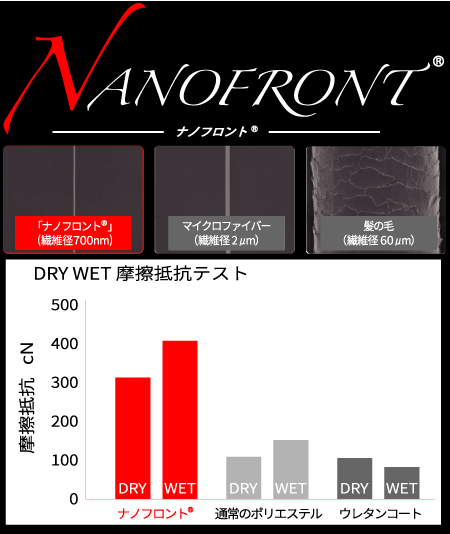 NANOFRONT®
ナノフロント®
「ナノフロント®」
（繊維径700nm）
マイクロファイバー
（繊維径2μm）
髪の毛
（繊維径60μm）
DRY WET 摩擦抵抗テスト
摩擦抵抗 cN
500
400
300
200
100
0
DRY WET DRY WET DRY WET
ナノフロント® 通常のポリエステル ウレタンコート